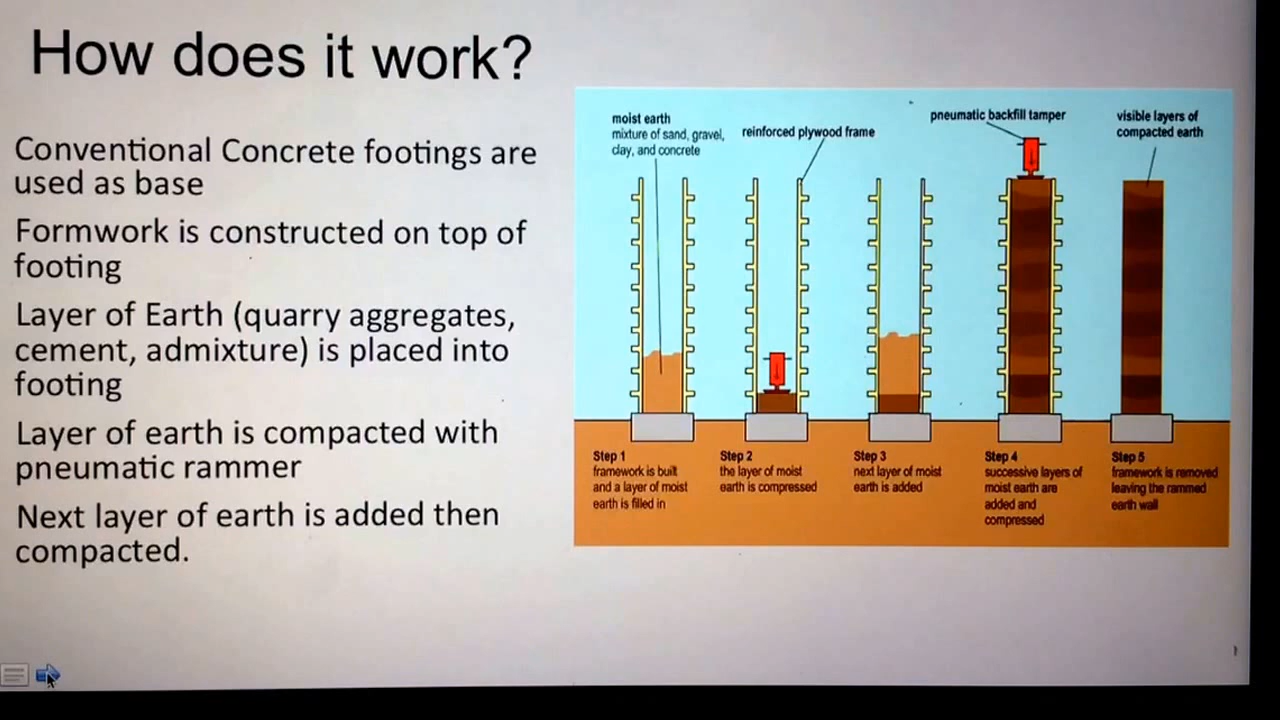 How does it work?
Conventional Concrete footings are
used as base
Formwork is constructed on top of
footing
Layer of Earth (quarry aggregates,
cement, admixture) is placed into
footing
Layer of earth is compacted with
pneumatic rammer
Next layer of earth is added then
compacted.
moist earth
mixture of sand, gravel,
clay, and concrete
reinforced plywood frame
pneumatic backfill tamper
visible layers of
compacted earth
Step 1
framework is built
and a layer of moist
earth is filled in
Step 2
the layer of moist
earth is compressed
Step 3
next layer of moist
earth is added
Step 4
successive layers of
moist earth are
added and
compressed
Step 5
framework is removed
leaving the rammed
earth wall